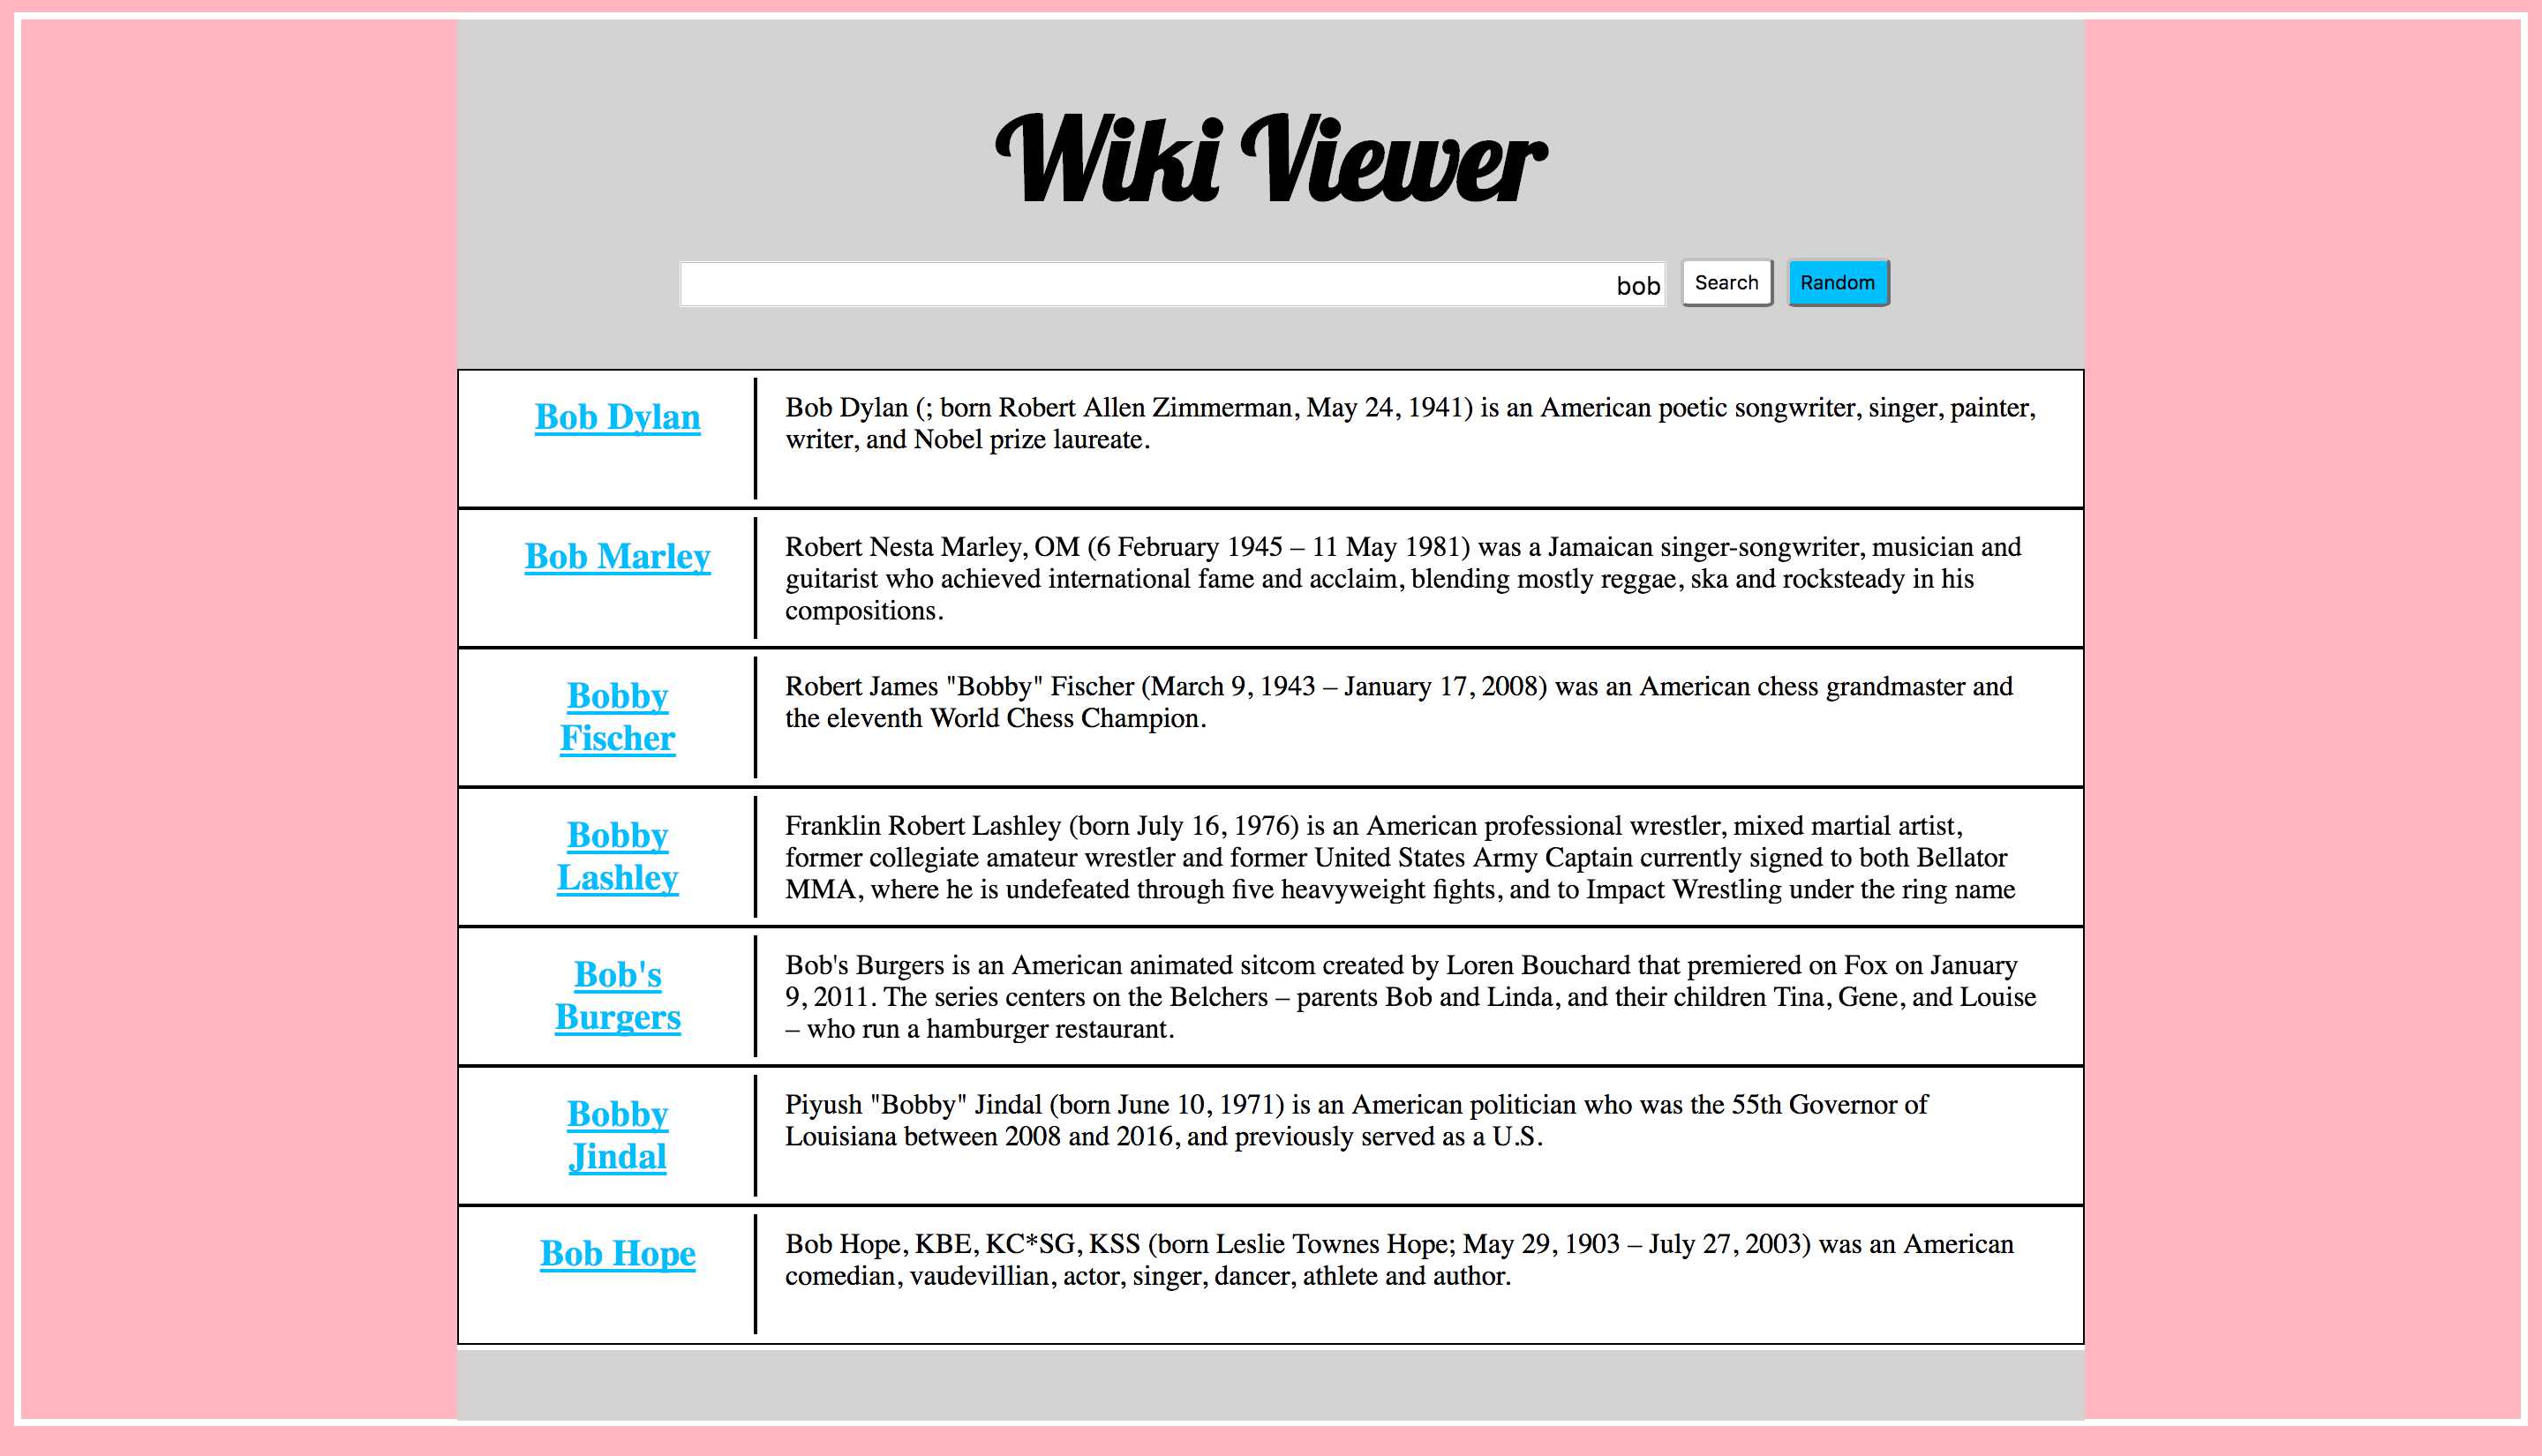 Wiki Viewer
bob
Search
Random
Bob Dylan
Bob Dylan (; born Robert Allen Zimmerman, May 24, 1941) is an American poetic songwriter, singer, painter,
writer, and Nobel prize laureate.
Bob Marley
Robert Nesta Marley, OM (6 February 1945 – 11 May 1981) was a Jamaican singer-songwriter, musician and
guitarist who achieved international fame and acclaim, blending mostly reggae, ska and rocksteady in his
compositions.
Bobby
Fischer
Robert James "Bobby" Fischer (March 9, 1943 – January 17, 2008) was an American chess grandmaster and
the eleventh World Chess Champion.
Bobby
Lashley
Franklin Robert Lashley (born July 16, 1976) is an American professional wrestler, mixed martial artist,
former collegiate amateur wrestler and former United States Army Captain currently signed to both Bellator
MMA, where he is undefeated through five heavyweight fights, and to Impact Wrestling under the ring name
Bob's
Burgers
Bob's Burgers is an American animated sitcom created by Loren Bouchard that premiered on Fox on January
9, 2011. The series centers on the Belchers – parents Bob and Linda, and their children Tina, Gene, and Louise
– who run a hamburger restaurant.
Bobby
Jindal
Piyush "Bobby" Jindal (born June 10, 1971) is an American politician who was the 55th Governor of
Louisiana between 2008 and 2016, and previously served as a U.S.
Bob Hope
Bob Hope, KBE, KC*SG, KSS (born Leslie Townes Hope; May 29, 1903 – July 27, 2003) was an American
comedian, vaudevillian, actor, singer, dancer, athlete and author.